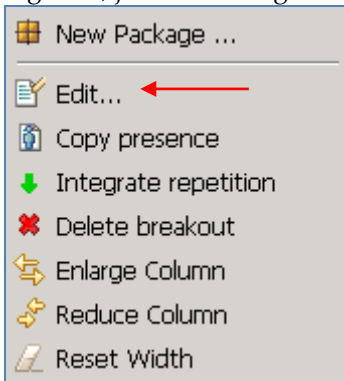 New Package ...
Edit...
Copy presence
Integrate repetition
Delete breakout
Enlarge Column
Reduce Column
Reset Width